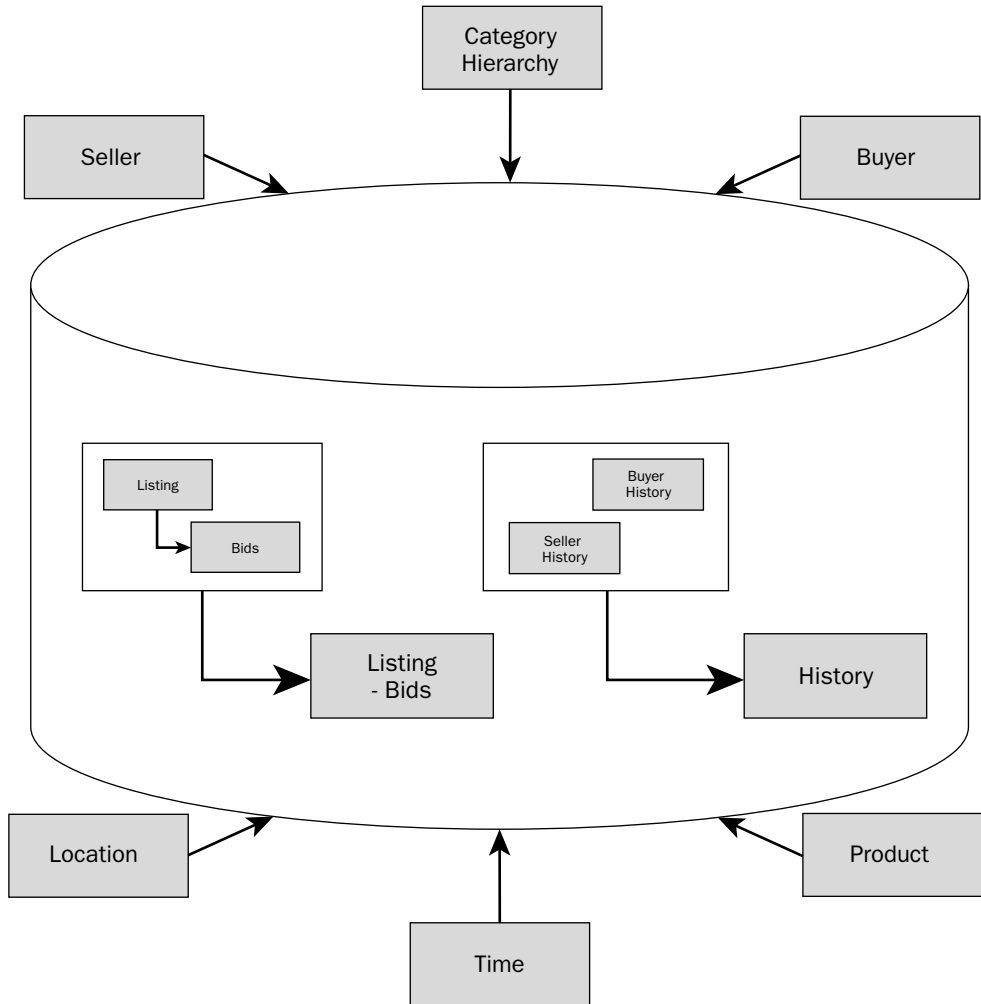 Category
Hierarchy
Seller
Buyer
Listing
Bids
Buyer
History
Seller
History
Listing
- Bids
History
Location
Product
Time